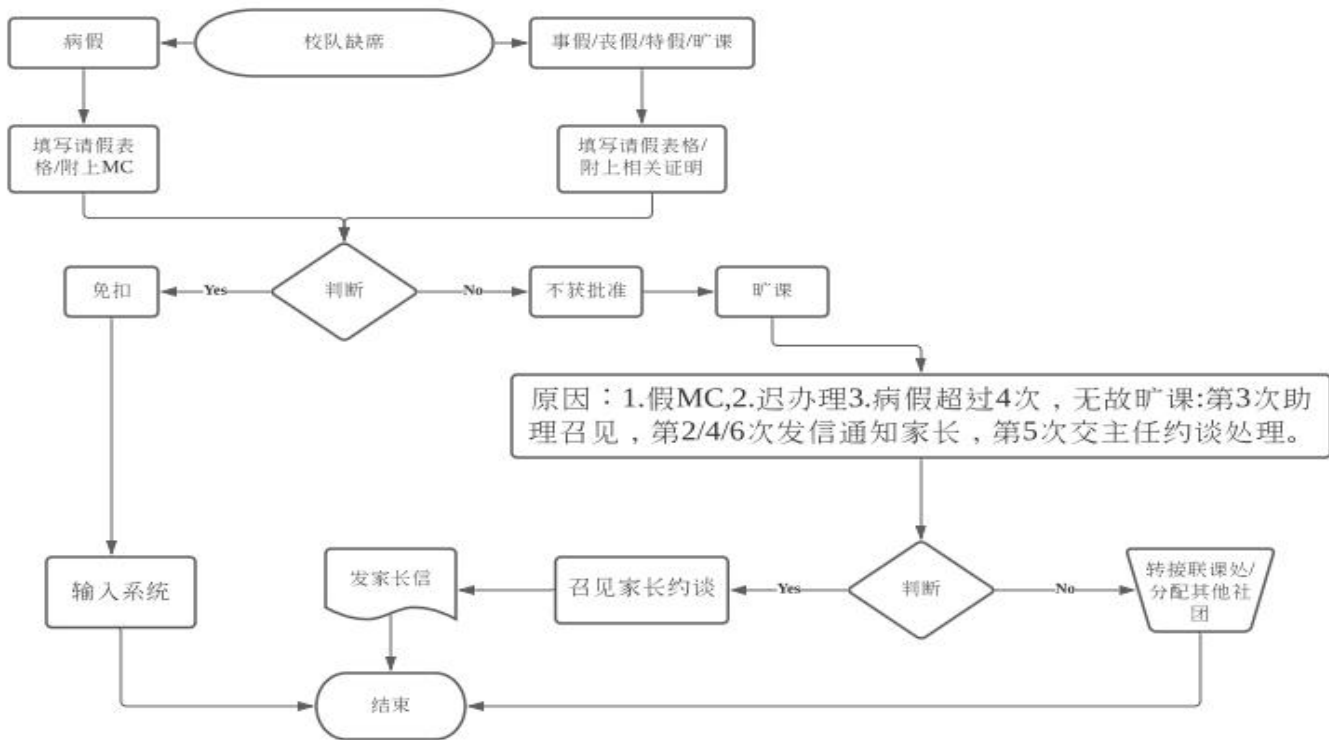 病假
校队缺席
事假/丧假/特假/旷课
填写请假表
格/附上MC
填写请假表格/
附上相关证明
免扣
Yes
判断
No
不获批准
旷课
原因：1.假MC,2.迟办理3.病假超过4次，无故旷课:第3次助
理召见，第2/4/6次发信通知家长，第5次交主任约谈处理。
输入系统
发家长信
召见家长约谈
Yes
判断
No
转接联课处/
分配其他社
团
结束